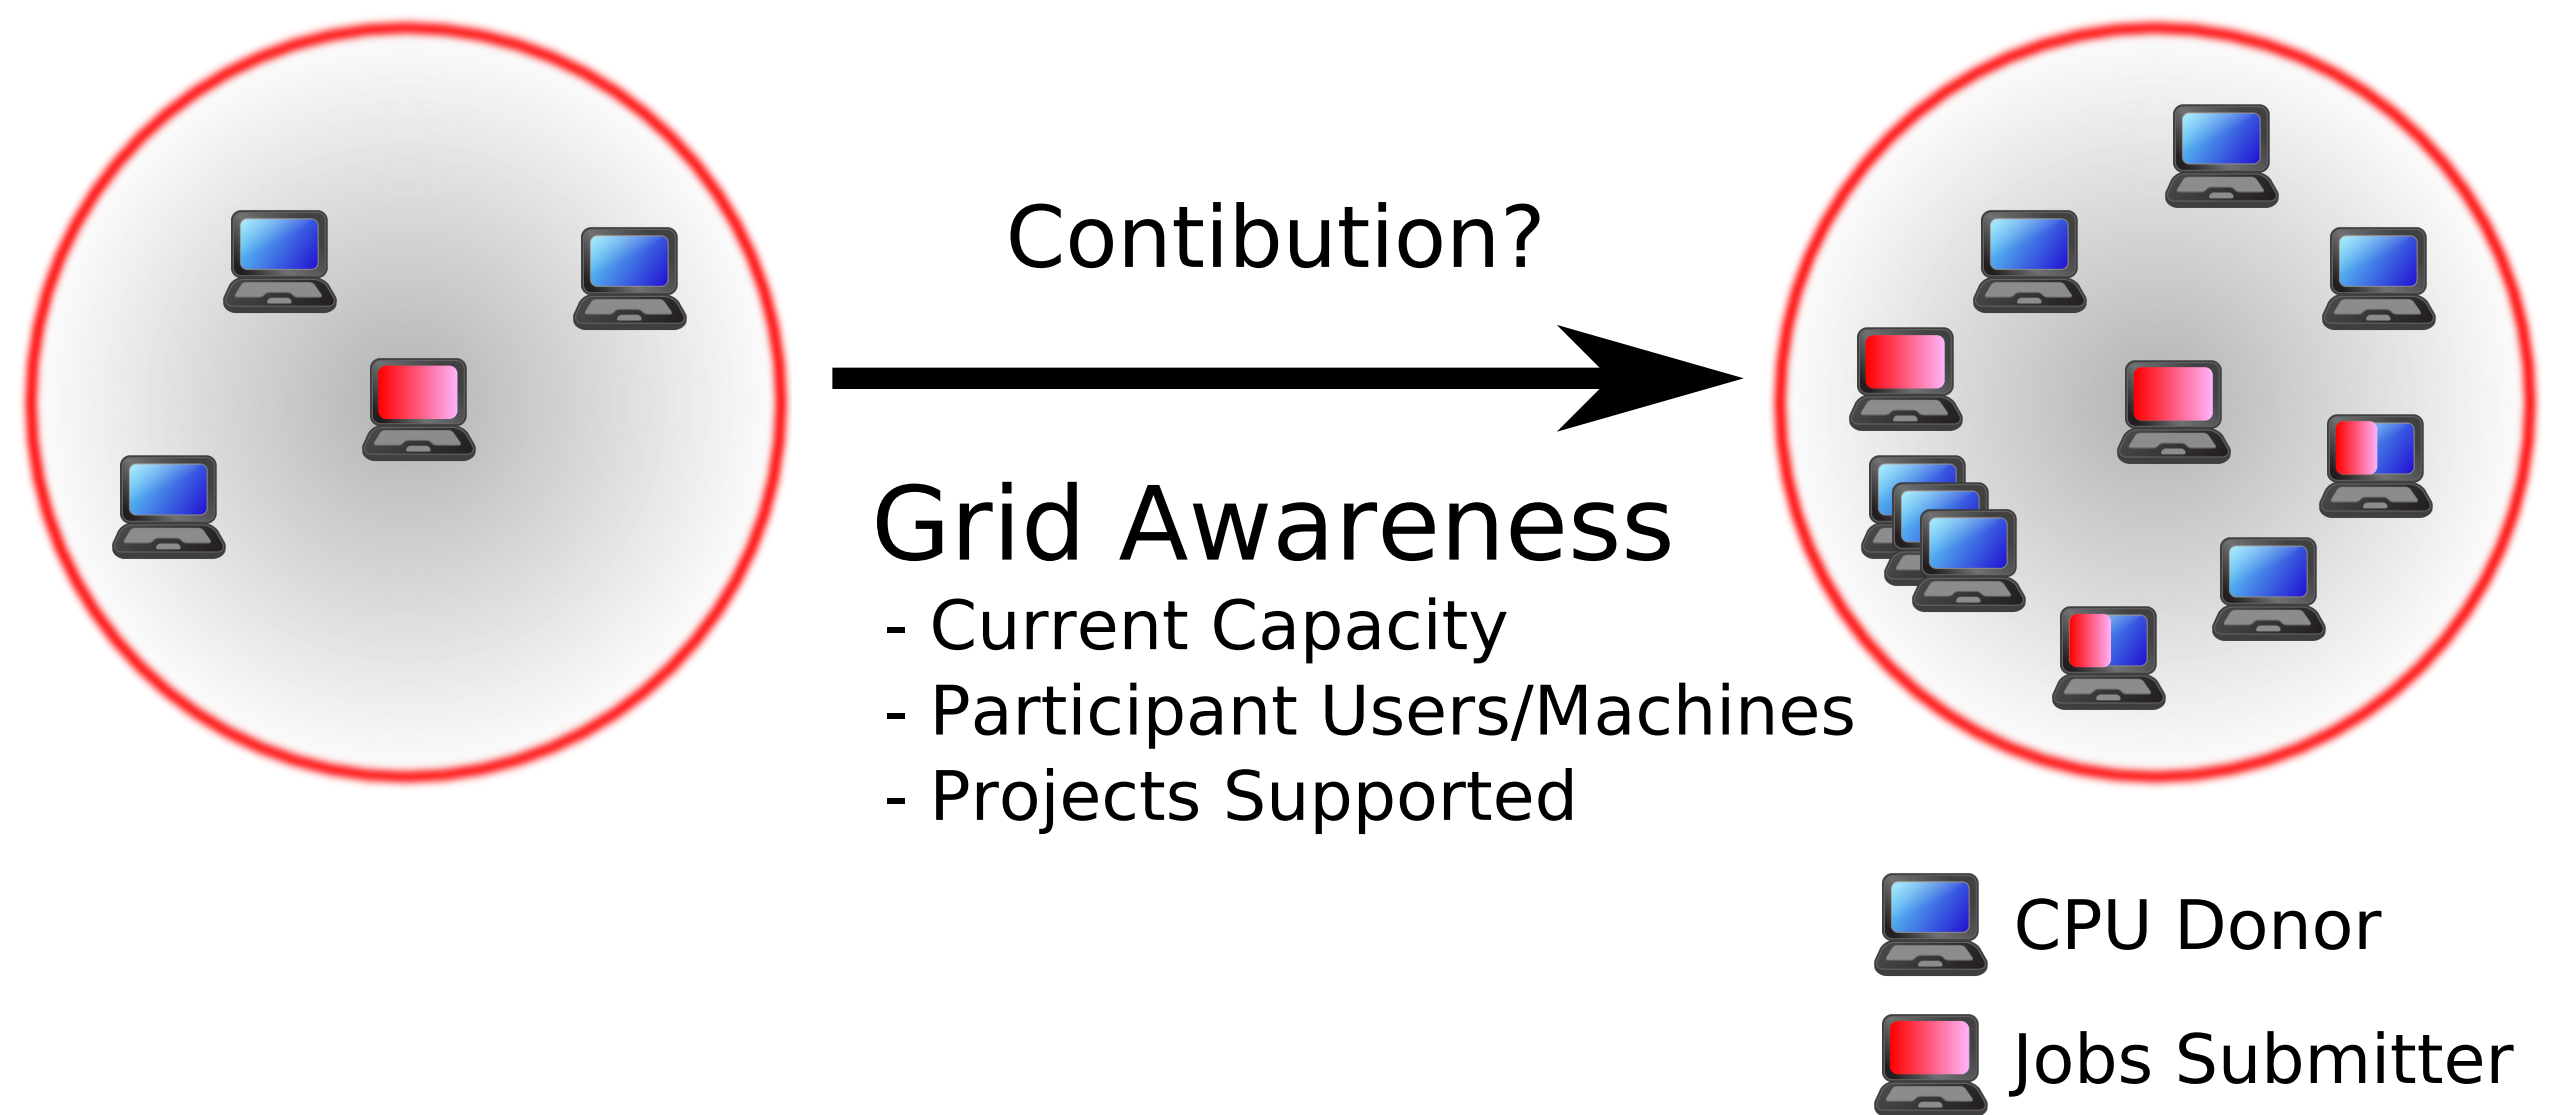 Contibution?
Grid Awareness
- Current Capacity
- Participant Users/Machines
- Projects Supported
CPU Donor
Jobs Submitter